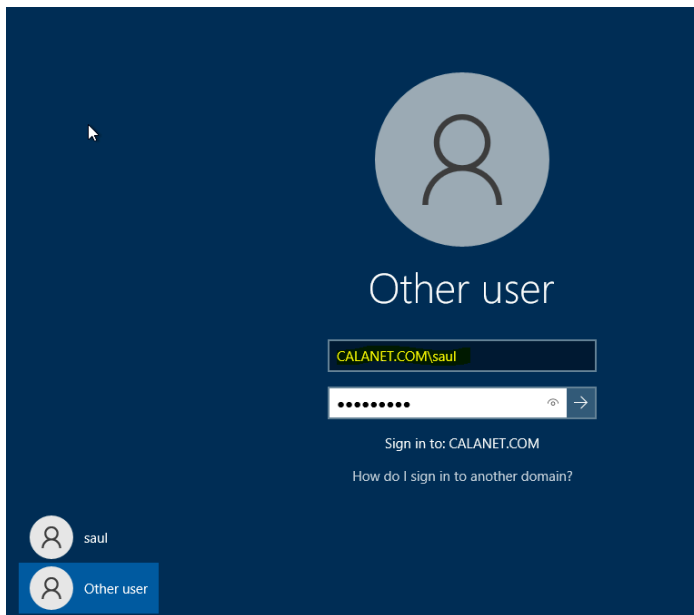 Other user
CALANET.COM\saul
●●●●●●●●●
Sign in to: CALANET.COM
How do I sign in to another domain?
saul
Other user